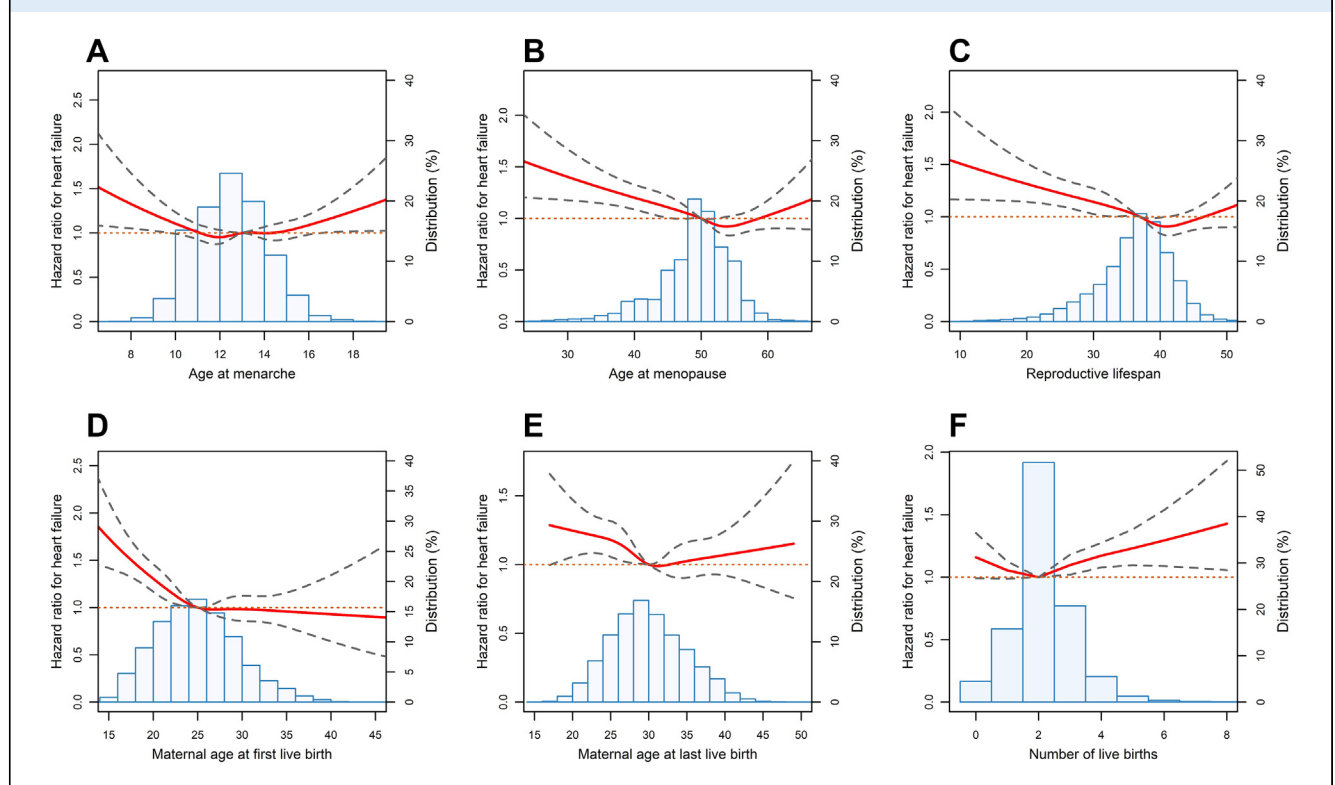 A
B
C
Hazard ratio for heart failure
0.0 0.5 1.0 1.5 2.0 2.5
8 10 12 14 16 18
Age at menarche
0 10 20 30 40
Distribution (%)
Hazard ratio for heart failure
0.0 0.5 1.0 1.5 2.0
30 40 50 60
Age at menopause
0 10 20 30 40
Distribution (%)
Hazard ratio for heart failure
0.0 0.5 1.0 1.5 2.0
10 20 30 40 50
Reproductive lifespan
0 10 20 30 40
Distribution (%)
D
E
F
Hazard ratio for heart failure
0.0 0.5 1.0 1.5 2.0 2.5
15 20 25 30 35 40 45
Maternal age at first live birth
0 5 10 15 20 25 30 35 40
Distribution (%)
Hazard ratio for heart failure
0.0 0.5 1.0 1.5
15 20 25 30 35 40 45 50
Maternal age at last live birth
0 10 20 30 40
Distribution (%)
Hazard ratio for heart failure
0.0 0.5 1.0 1.5 2.0
0 2 4 6 8
Number of live births
0 10 20 30 40 50
Distribution (%)